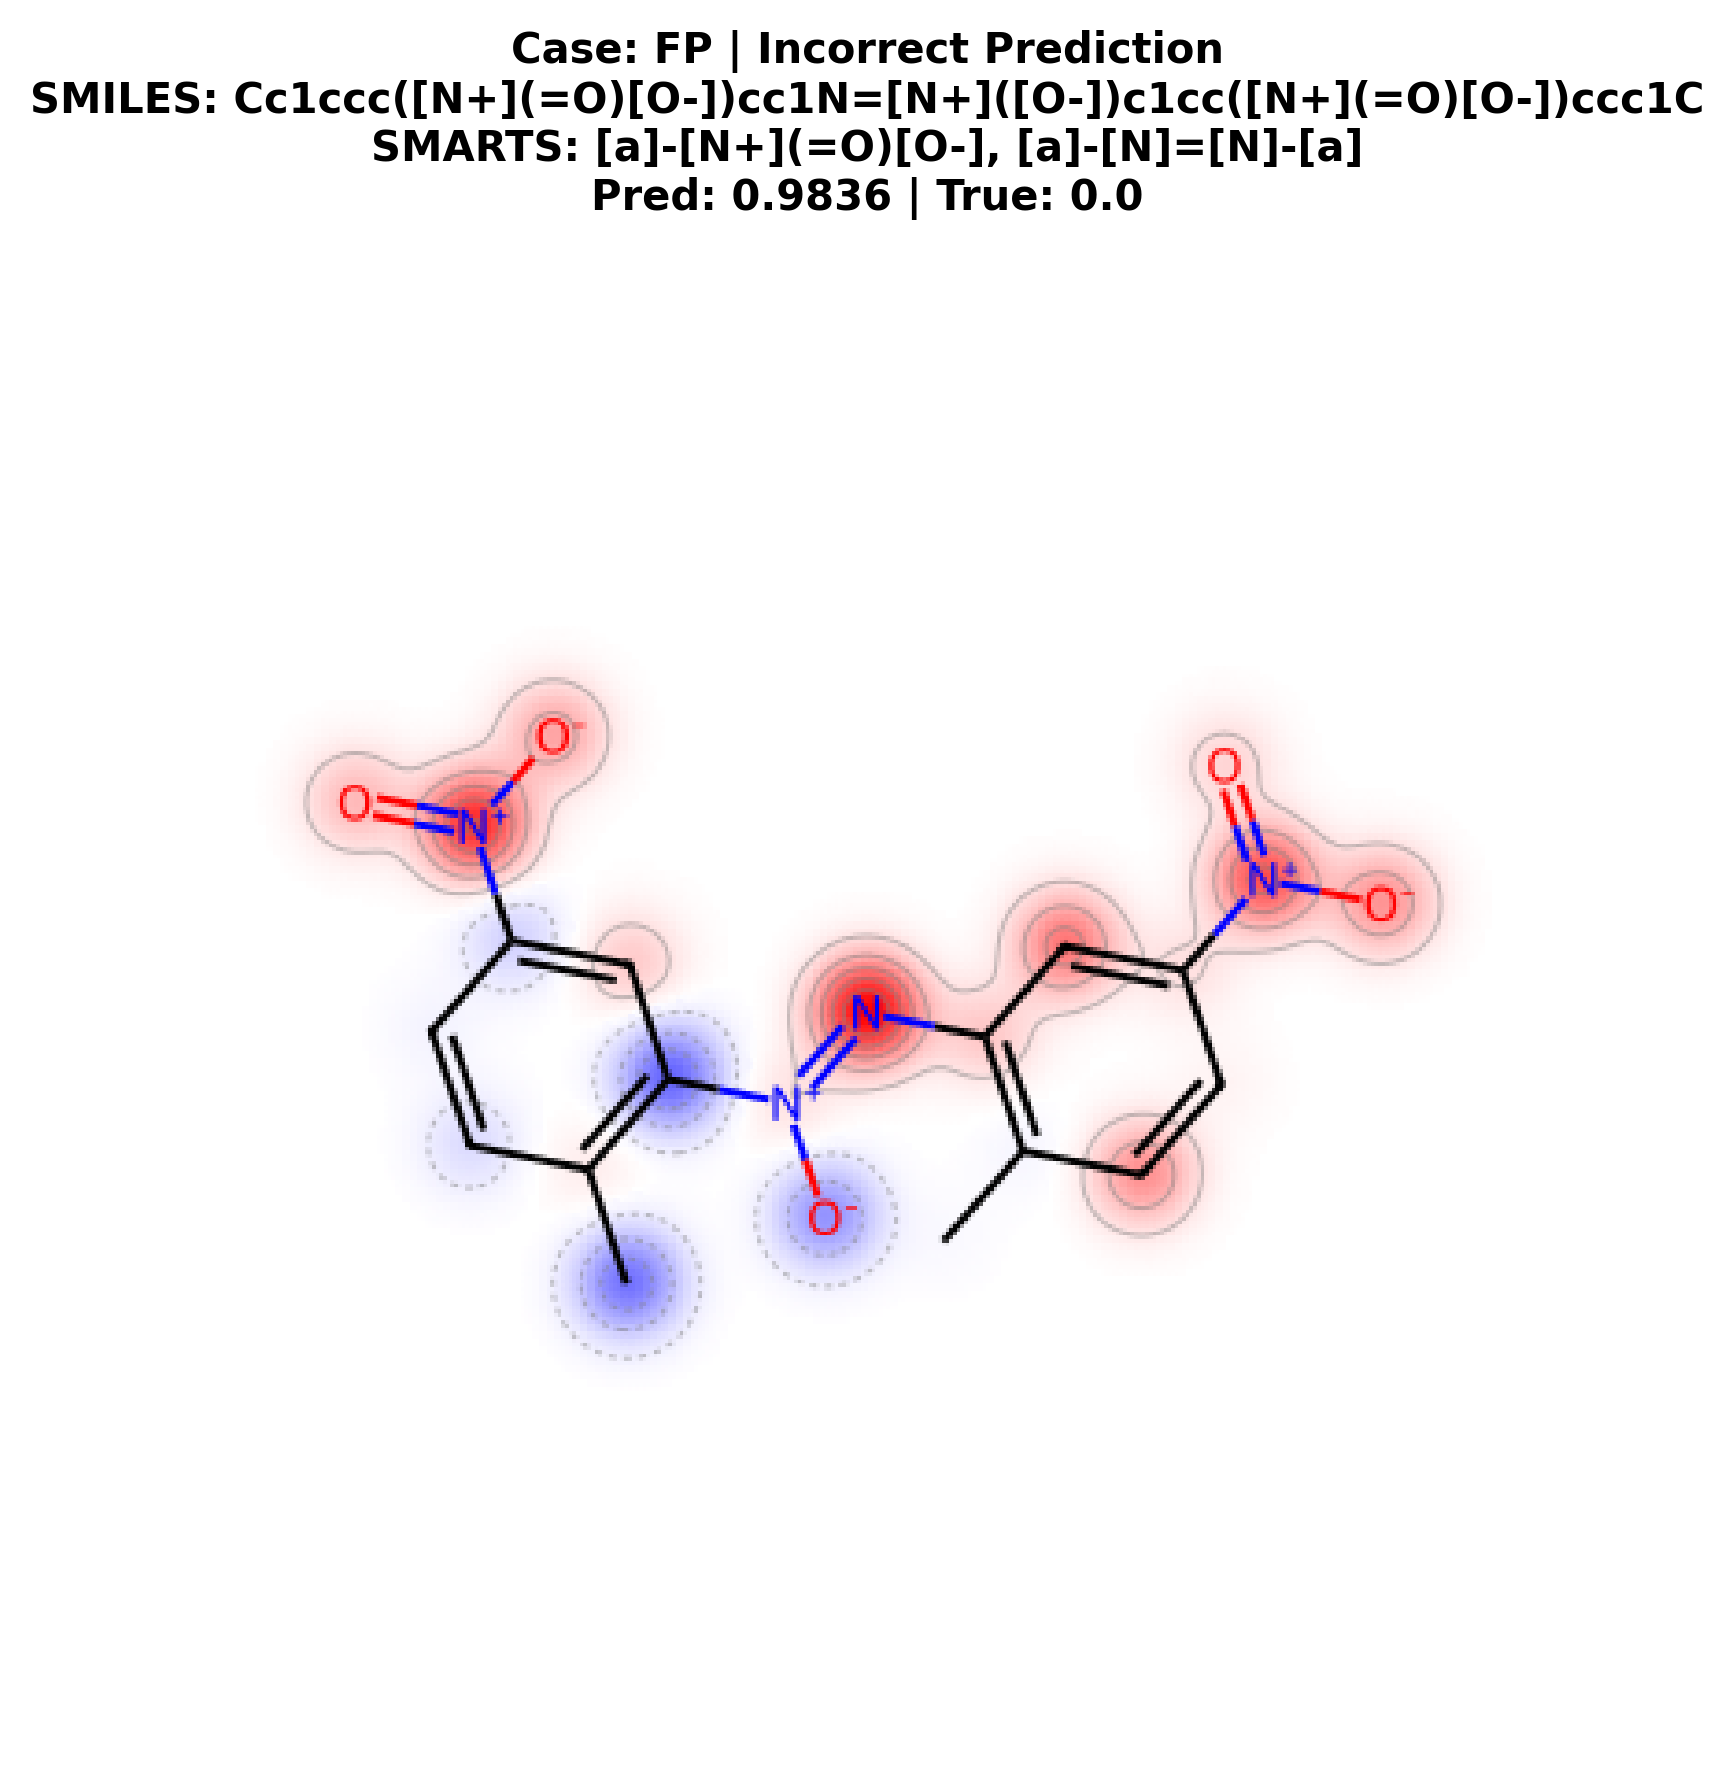 Case: FP | Incorrect Prediction
SMILES: Cc1ccc([N+](=O)[O-])cc1N=[N+]([O-])c1cc([N+](=O)[O-])ccc1C
SMARTS: [a]-[N+](=O)[O-], [a]-[N]=[N]-[a]
Pred: 0.9836 | True: 0.0
O⁻
O
N⁺
O
N⁺
O⁻
N
N⁺
O⁻